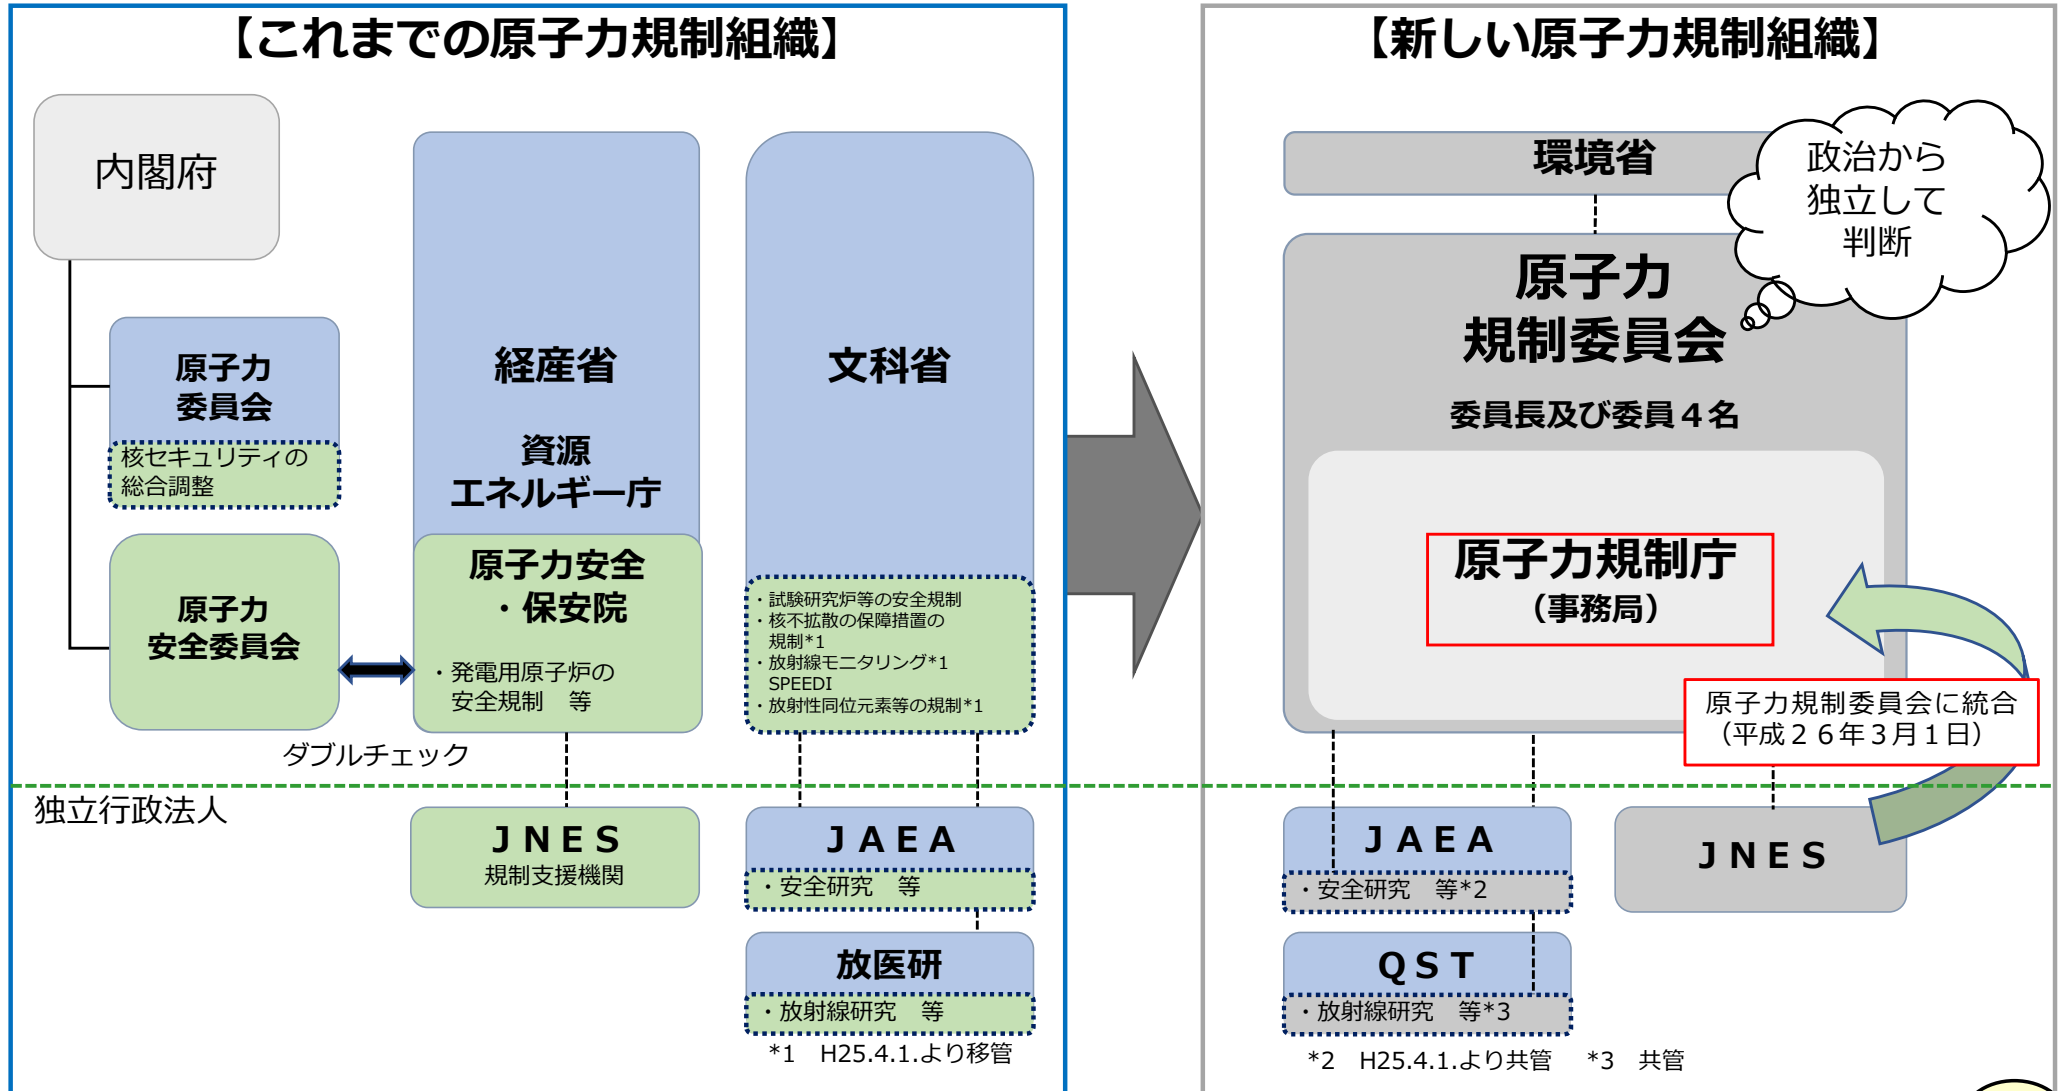 【これまでの原子力規制組織】
内閣府
原子力
委員会
核セキュリティの
総合調整
原子力
安全委員会
経産省
資源
エネルギー庁
原子力安全
・保安院
・発電用原子炉の
安全規制　等
ダブルチェック
文科省
・試験研究炉等の安全規制
・核不拡散の保障措置の
規制*1
・放射線モニタリング*1
SPEEDI
・放射性同位元素等の規制*1
独立行政法人
ＪＮＥＳ
規制支援機関
ＪＡＥＡ
・安全研究　等
放医研
・放射線研究　等
*1　H25.4.1.より移管
【新しい原子力規制組織】
環境省
政治から
独立して
判断
原子力
規制委員会
委員長及び委員４名
原子力規制庁
（事務局）
原子力規制委員会に統合
（平成２６年３月１日）
ＪＡＥＡ
・安全研究　等*2
ＪＮＥＳ
ＱＳＴ
・放射線研究　等*3
*2　H25.4.1.より共管　*3　共管